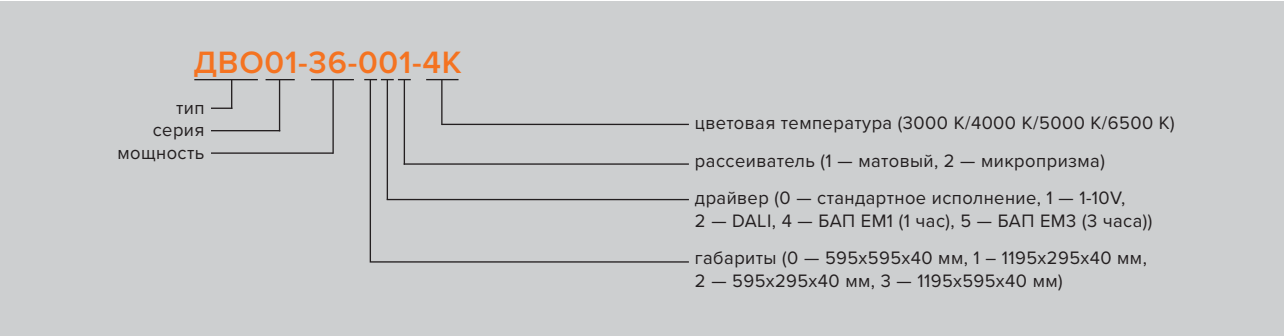 ДВО01-36-001-4К
тип
серия
мощность
цветовая температура (3000 К/4000 К/5000 К/6500 К)
рассеиватель (1 — матовый, 2 — микропризма)
драйвер (0 — стандартное исполнение, 1 — 1-10V,
2 — DALI, 4 — БАП EM1 (1 час), 5 — БАП EM3 (3 часа))
габариты (0 — 595х595х40 мм, 1 – 1195х295х40 мм,
2 — 595х295х40 мм, 3 — 1195х595х40 мм)